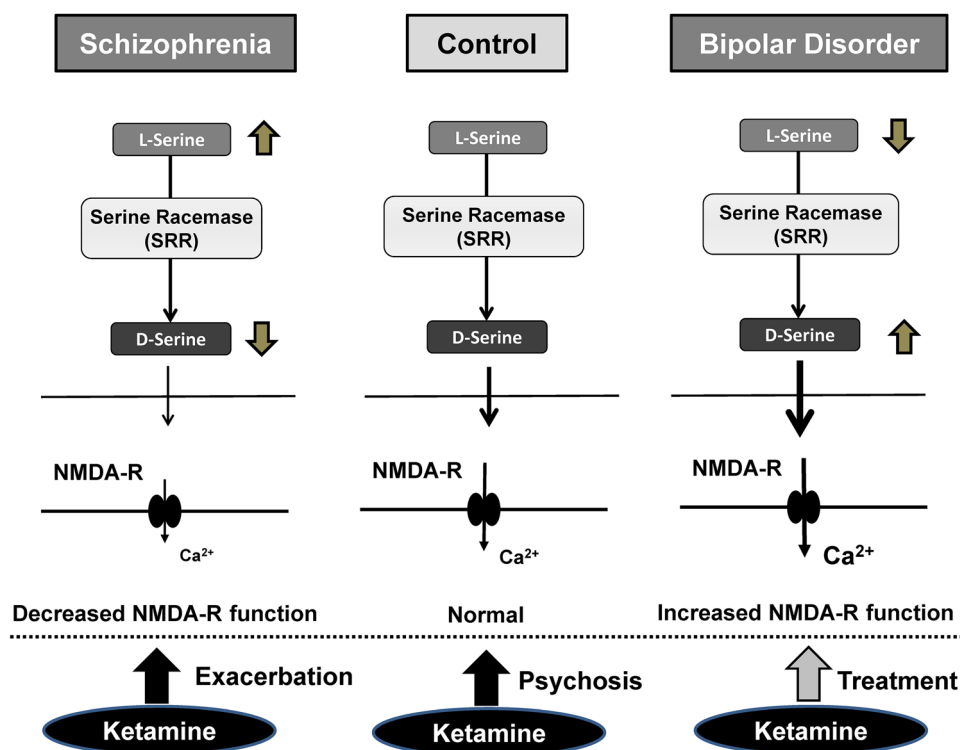 Schizophrenia
Control
Bipolar Disorder
L-Serine
L-Serine
L-Serine
Serine Racemase
(SRR)
Serine Racemase
(SRR)
Serine Racemase
(SRR)
D-Serine
D-Serine
D-Serine
NMDA-R
NMDA-R
NMDA-R
Ca²⁺
Ca²⁺
Ca²⁺
Decreased NMDA-R function
Normal
Increased NMDA-R function
Exacerbation
Psychosis
Treatment
Ketamine
Ketamine
Ketamine